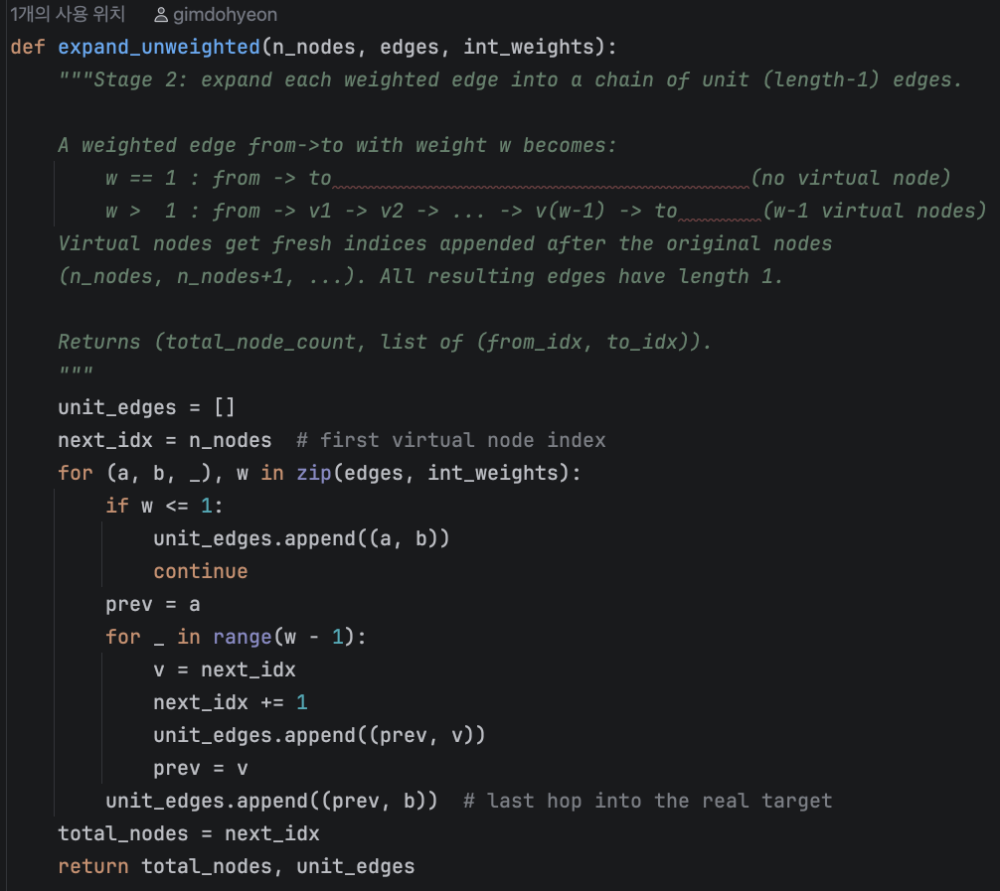 1개의 사용 위치 gimdohyeon
def expand_unweighted(n_nodes, edges, int_weights):
    """Stage 2: expand each weighted edge into a chain of unit (length-1) edges.

    A weighted edge from->to with weight w becomes:
        w == 1 : from -> to                                   (no virtual node)
        w >  1 : from -> v1 -> v2 -> ... -> v(w-1) -> to       (w-1 virtual nodes)
    Virtual nodes get fresh indices appended after the original nodes
    (n_nodes, n_nodes+1, ...). All resulting edges have length 1.

    Returns (total_node_count, list of (from_idx, to_idx)).
    """
    unit_edges = []
    next_idx = n_nodes  # first virtual node index
    for (a, b, _), w in zip(edges, int_weights):
        if w <= 1:
            unit_edges.append((a, b))
            continue
        prev = a
        for _ in range(w - 1):
            v = next_idx
            next_idx += 1
            unit_edges.append((prev, v))
            prev = v
        unit_edges.append((prev, b))  # last hop into the real target
    total_nodes = next_idx
    return total_nodes, unit_edges